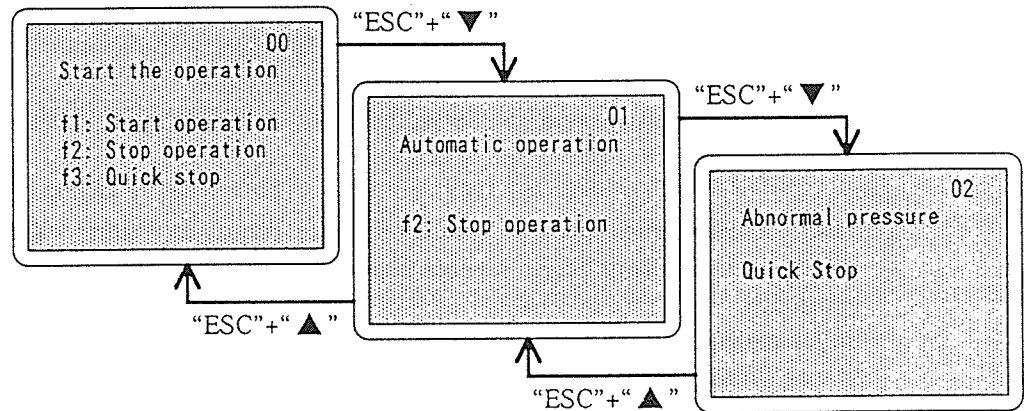 00
Start the operation
f1: Start operation
f2: Stop operation
f3: Quick stop
“ESC”+“ ▼ ”
01
Automatic operation
f2: Stop operation
“ESC”+“ ▲ ”
“ESC”+“ ▼ ”
02
Abnormal pressure
Quick Stop
“ESC”+“ ▲ ”